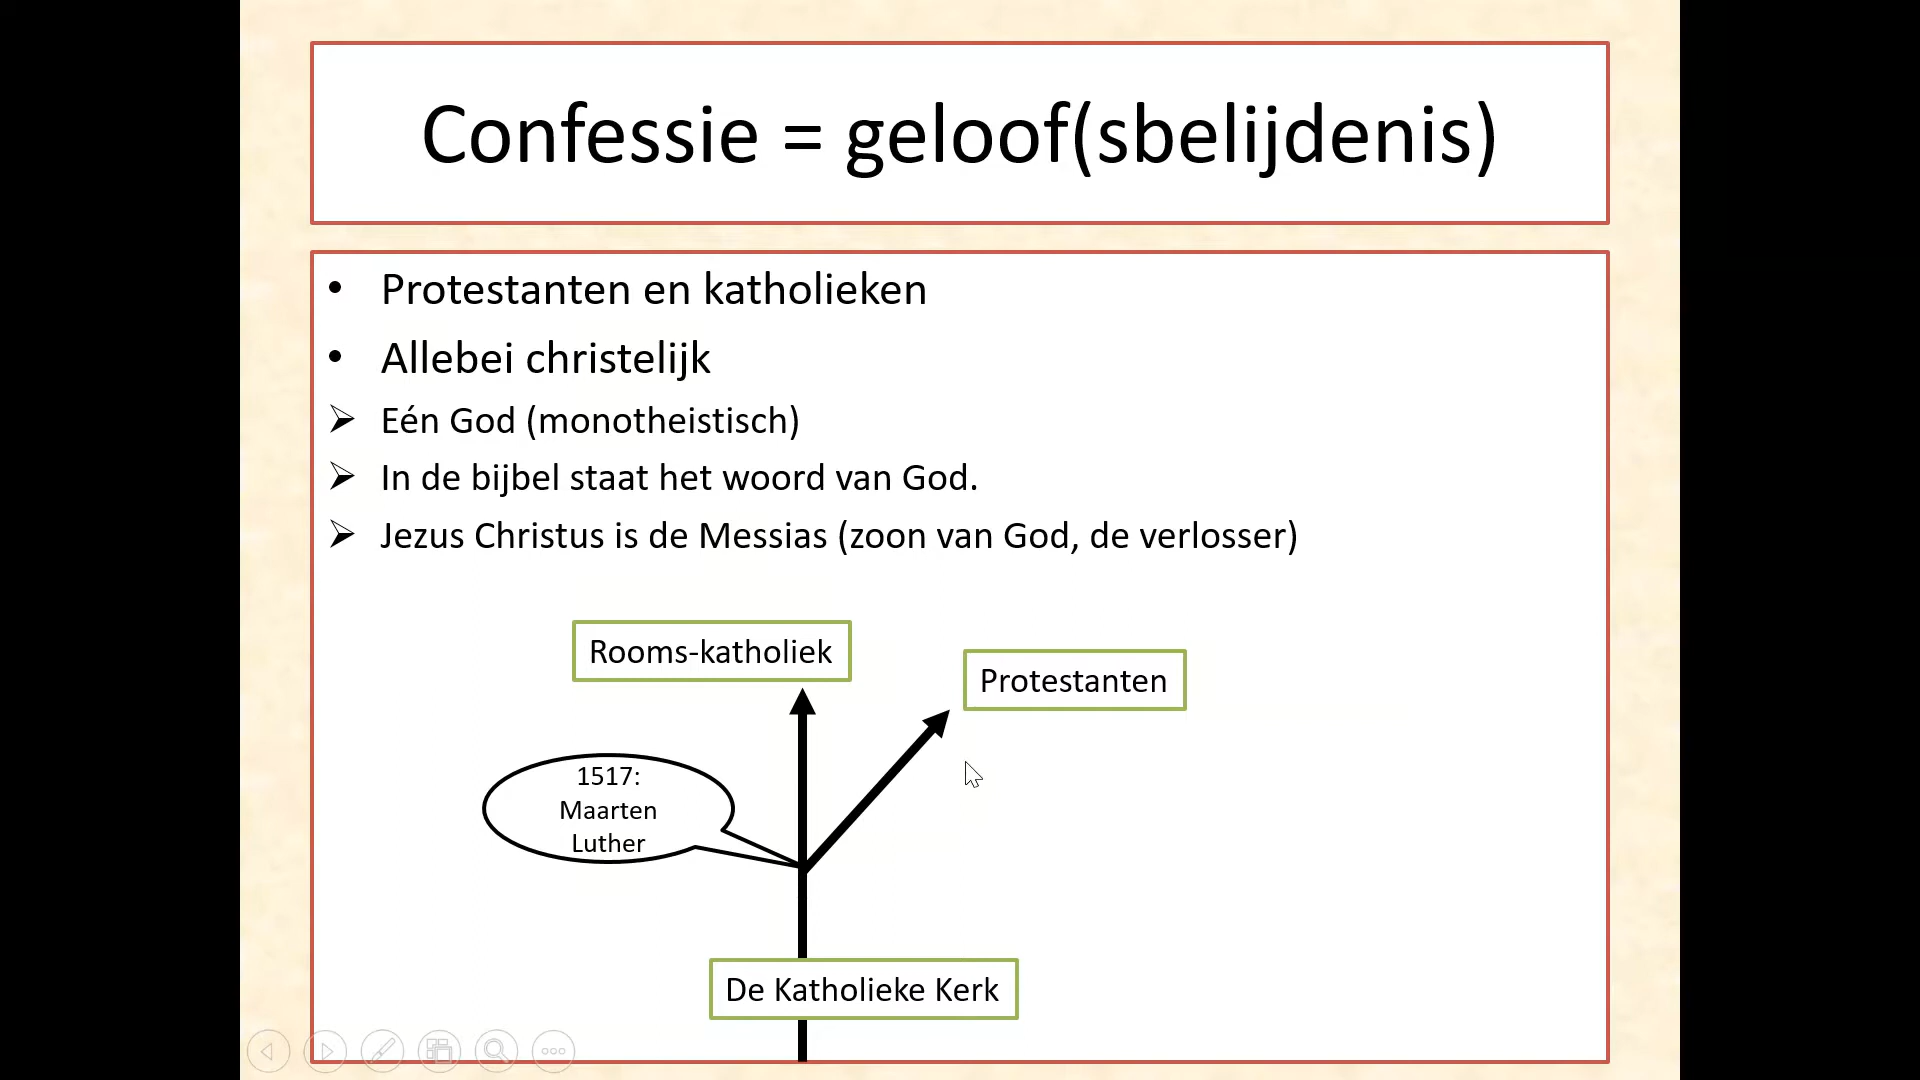 Confessie = geloof(sbelijdenis)
• Protestanten en katholieken
• Allebei christelijk
➢ Eén God (monotheistisch)
➢ In de bijbel staat het woord van God.
➢ Jezus Christus is de Messias (zoon van God, de verlosser)
Rooms-katholiek
Protestanten
1517:
Maarten
Luther
De Katholieke Kerk